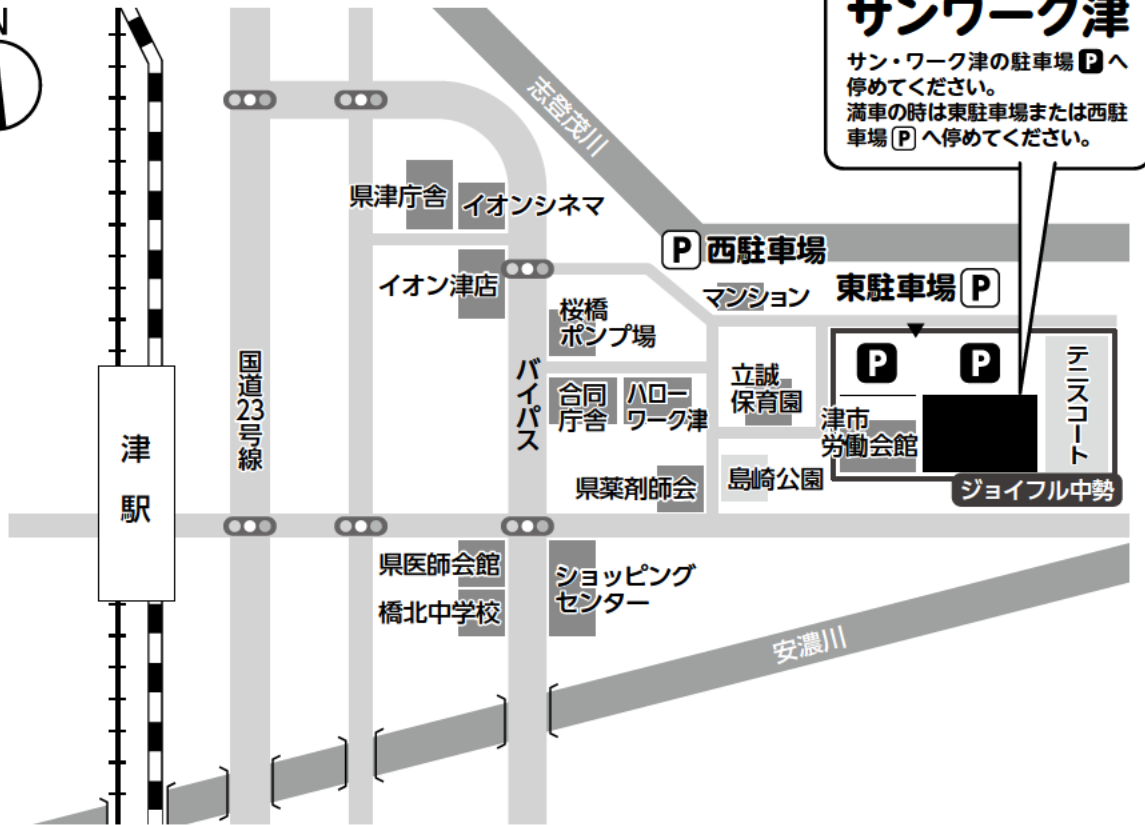 N
サンワーク津
サン・ワーク津の駐車場 P へ
停めてください。
満車の時は東駐車場または西駐
車場 P へ停めてください。
志登茂川
県津庁舎
イオンシネマ
P 西駐車場
イオン津店
マンション
東駐車場 P
桜橋
ポンプ場
P
P
テニスコート
国道23号線
バイパス
立誠
保育園
合同
庁舎
ハロー
ワーク津
津市
労働会館
津駅
県薬剤師会
島崎公園
ジョイフル中勢
県医師会館
ショッピング
センター
橋北中学校
安濃川